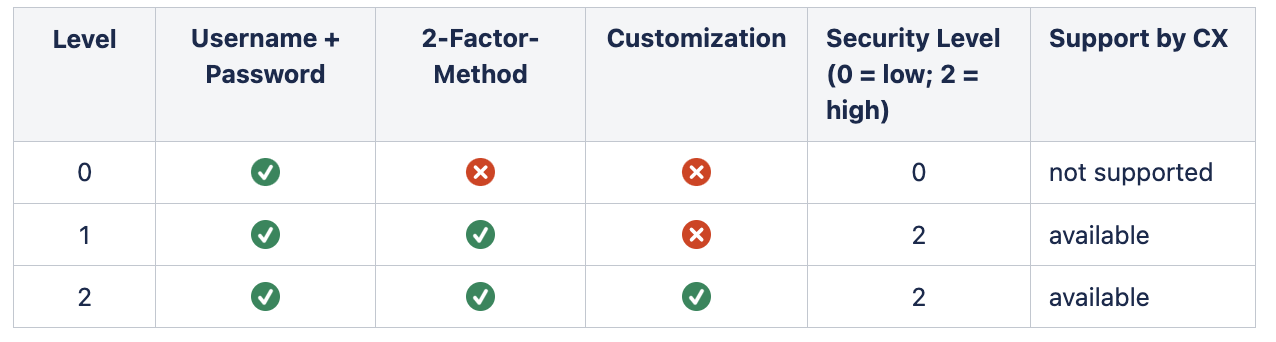 Level
Username +
Password
2-Factor-
Method
Customization
Security Level
(0 = low; 2 =
high)
Support by CX
0
0
not supported
1
2
available
2
2
available